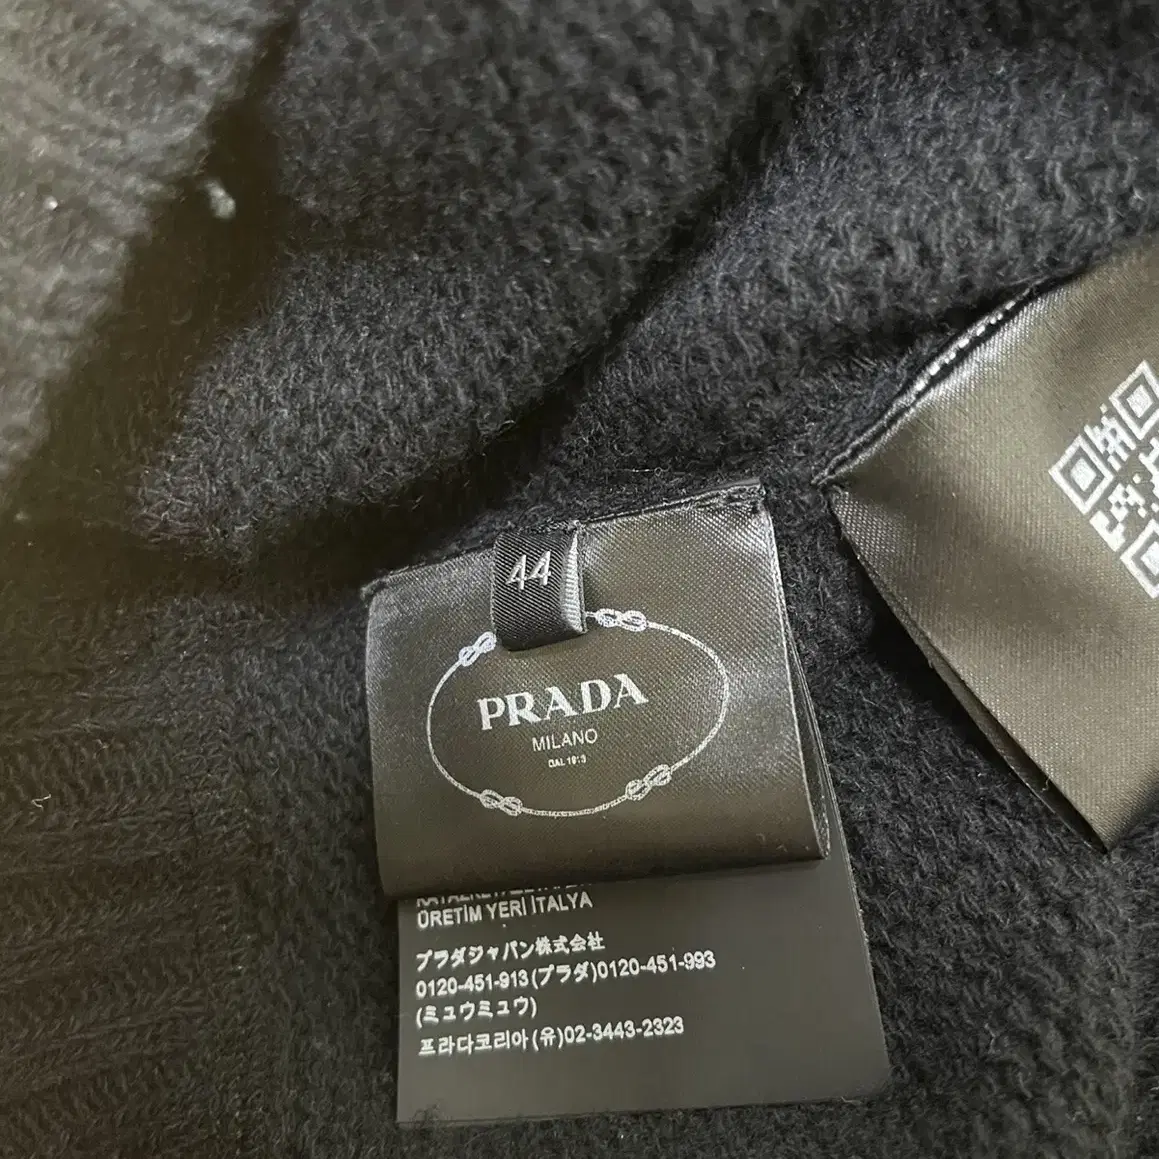 44
PRADA
MILANO
DAL 1913
ÜRETİM YERİ İTALYA
プラダジャパン株式会社
0120-451-913(プラダ)0120-451-993
(ミュウミュウ)
프라다코리아(유)02-3443-2323